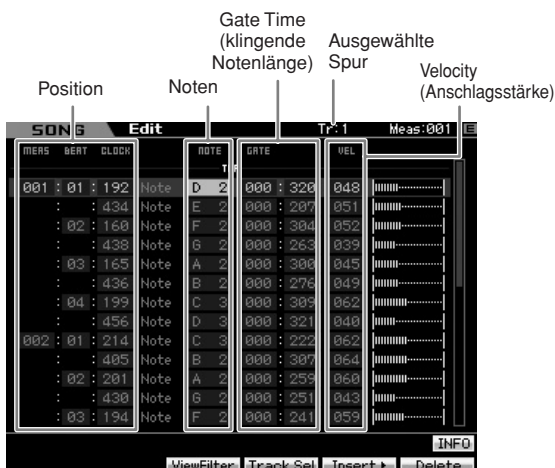 Gate Time
(klingende
Notenlänge)
Ausgewählte
Spur
Velocity
(Anschlagsstärke)
Position
Noten
SONG Edit Tr:1 Meas:001 E
MEAS BEAT CLOCK NOTE GATE VEL
001 : 01 : 192 Note D 2 000 : 320 048
: : 434 Note E 2 000 : 207 051
: 02 : 160 Note F 2 000 : 304 052
: : 438 Note G 2 000 : 263 039
: 03 : 165 Note A 2 000 : 300 045
: : 436 Note B 2 000 : 276 049
: 04 : 199 Note C 3 000 : 309 062
: : 456 Note D 3 000 : 321 040
002 : 01 : 214 Note C 3 000 : 222 062
: : 405 Note B 2 000 : 307 064
: 02 : 201 Note A 2 000 : 259 060
: : 430 Note G 2 000 : 251 043
: 03 : 194 Note F 2 000 : 241 059
INFO
ViewFilter Track Sel Insert Delete